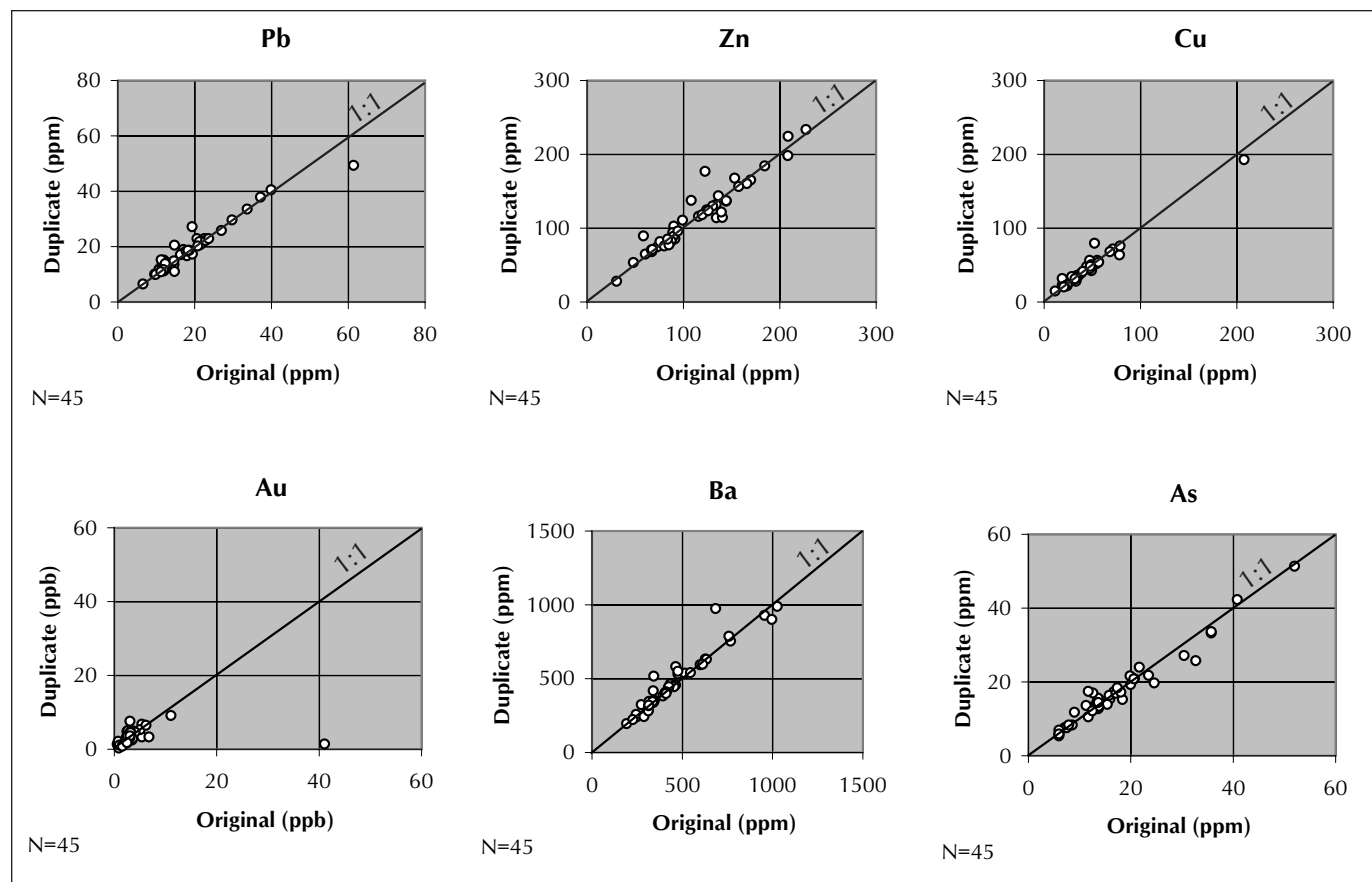 Pb
80
60
40
20
0
0 20 40 60 80
Duplicate (ppm)
Original (ppm)
1:1
N=45
Zn
300
200
100
0
0 100 200 300
Duplicate (ppm)
Original (ppm)
1:1
N=45
Cu
300
200
100
0
0 100 200 300
Duplicate (ppm)
Original (ppm)
1:1
N=45
Au
60
40
20
0
0 20 40 60
Duplicate (ppb)
Original (ppb)
1:1
N=45
Ba
1500
1000
500
0
0 500 1000 1500
Duplicate (ppm)
Original (ppm)
1:1
N=45
As
60
40
20
0
0 20 40 60
Duplicate (ppm)
Original (ppm)
1:1
N=45